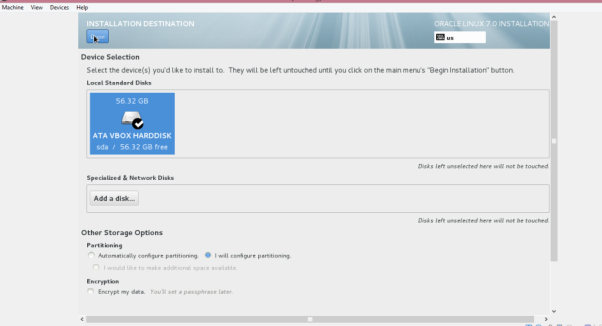 Machine View Devices Help
INSTALLATION DESTINATION
ORACLE LINUX 7.0 INSTALLATION
us
Device Selection
Select the device(s) you'd like to install to. They will be left untouched until you click on the main menu's "Begin Installation" button.
Local Standard Disks
56.32 GB
ATA VBOX HARDDISK
sda / 56.32 GB free
Disks left unselected here will not be touched.
Specialized & Network Disks
Add a disk...
Disks left unselected here will not be touched.
Other Storage Options
Partitioning
Automatically configure partitioning. I will configure partitioning.
I would like to make additional space available.
Encryption
Encrypt my data. You'll set a passphrase later.